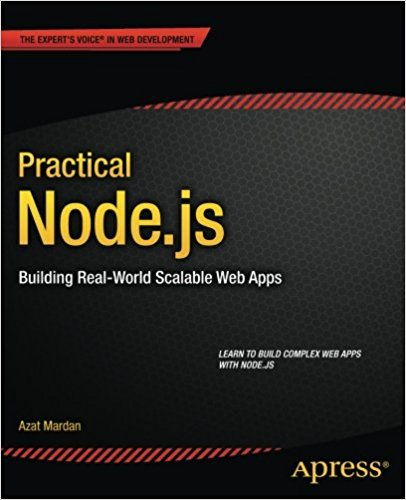 THE EXPERT'S VOICE® IN WEB DEVELOPMENT
Practical
Node.js
Building Real-World Scalable Web Apps
LEARN TO BUILD COMPLEX WEB APPS
WITH NODE.JS
Azat Mardan
Apress®